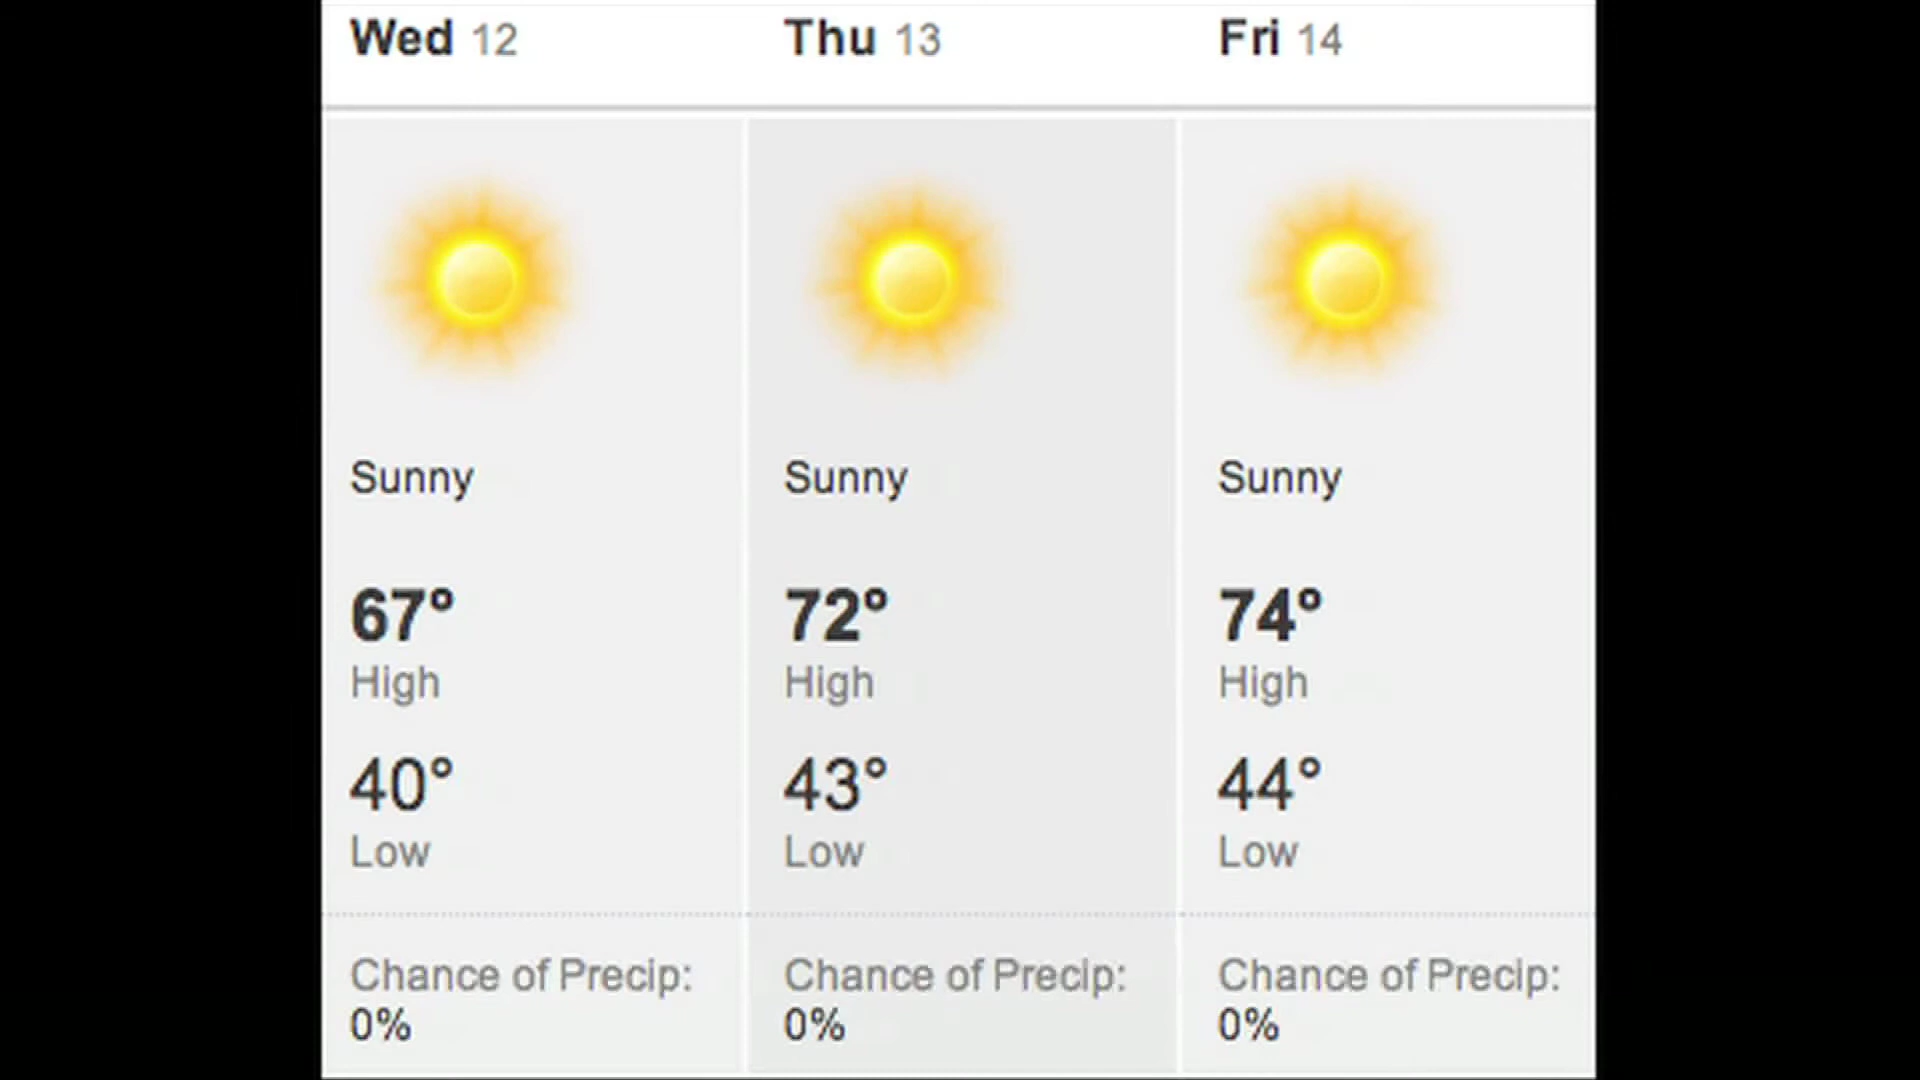 Wed 12
Thu 13
Fri 14
Sunny
Sunny
Sunny
67°
72°
74°
High
High
High
40°
43°
44°
Low
Low
Low
Chance of Precip:
Chance of Precip:
Chance of Precip:
0%
0%
0%